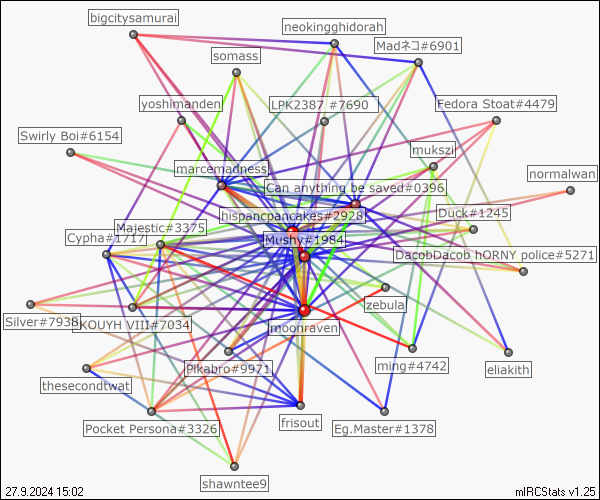 bigcitysamurai
neokingghidorah
Madネコ#6901
somass
yoshimanden
LPK2387 #7690
Fedora Stoat#4479
Swirly Boi#6154
mukszi
marcemadness
normalwan
Can anything be saved#0396
hispancpancakes#2928
Duck#1245
Majestic#3375
Cypha#1717
Mushy#1984
DacobDacob hORNY police#5271
zebula
Silver#7938
KOUYH VIII#7034
moonraven
Pikabro#9971
ming#4742
eliakith
thesecondtwat
Pocket Persona#3326
frisout
Eg.Master#1378
shawntee9
27.9.2024 15:02
mIRCStats v1.25